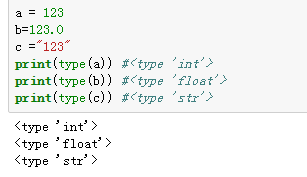 a = 123
b=123.0
c ="123"
print(type(a)) #<type 'int'>
print(type(b)) #<type 'float'>
print(type(c)) #<type 'str'>
<type 'int'>
<type 'float'>
<type 'str'>